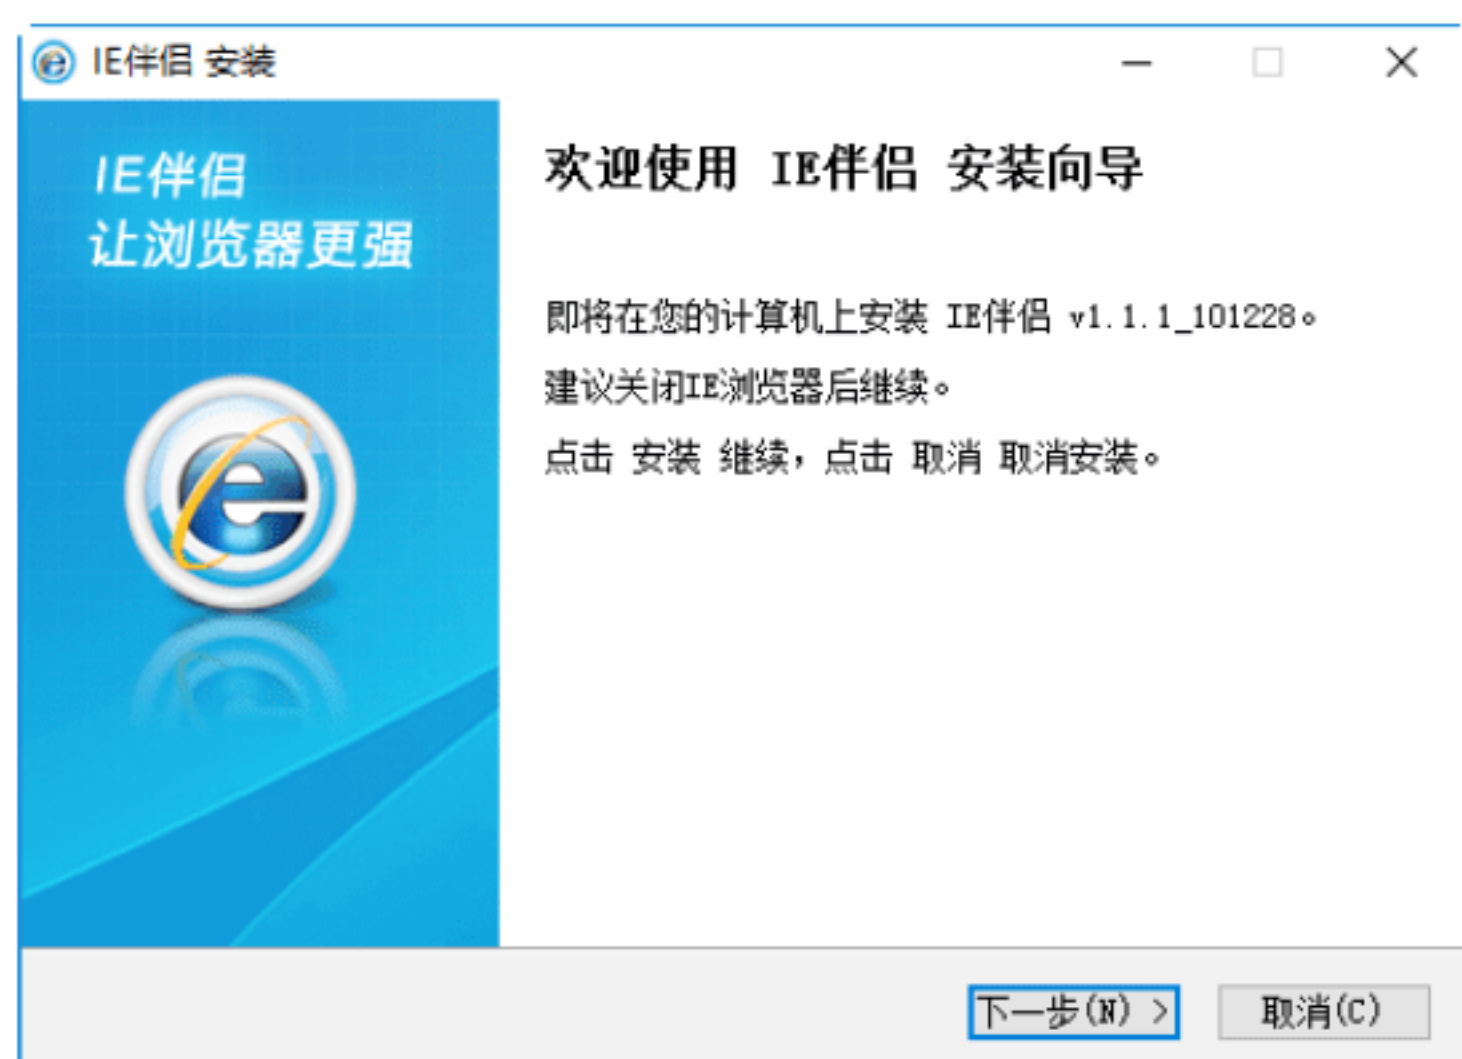 IE伴侣 安装
IE伴侣
让浏览器更强
欢迎使用 IE伴侣 安装向导
即将在您的计算机上安装 IE伴侣 v1.1.1_101228。
建议关闭IE浏览器后继续。
点击 安装 继续，点击 取消 取消安装。
下一步(N) >
取消(C)